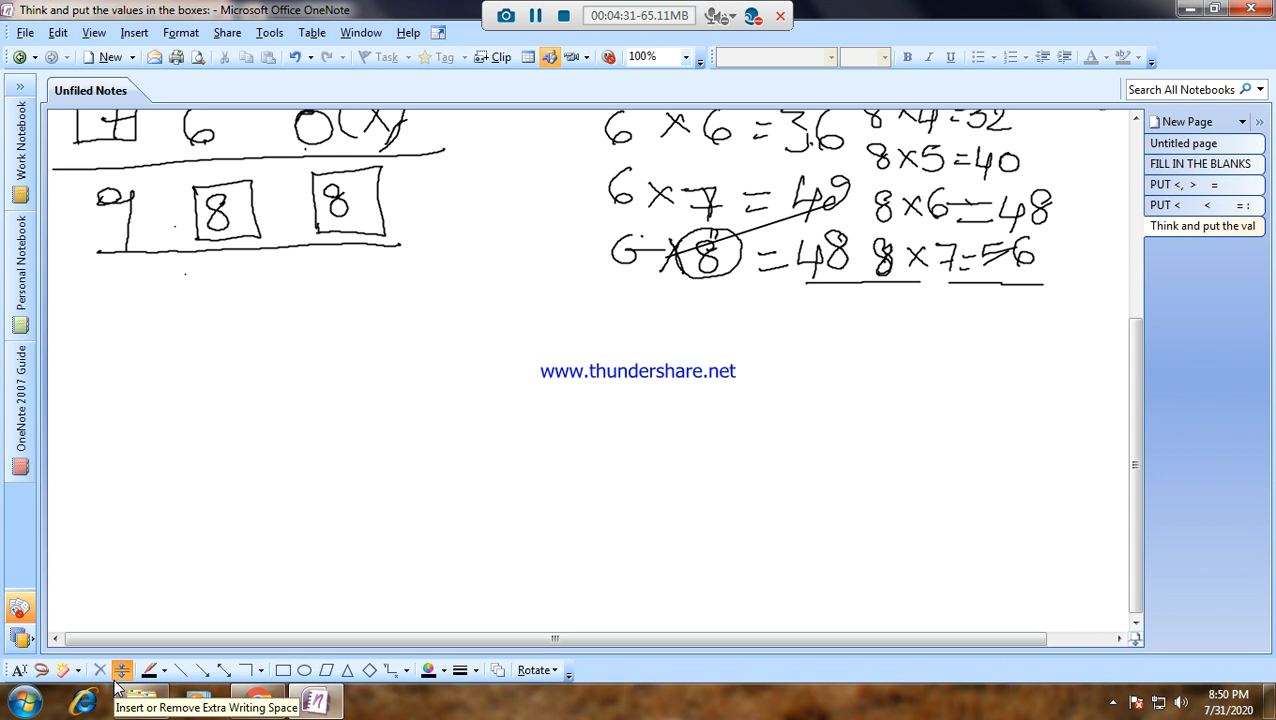 Think and put the values in the boxes: - Microsoft Office OneNote
00:04:31-65.11MB
File Edit View Insert Format Share Tools Table Window Help
New Undo Task Tag Clip 100%
Unfiled Notes
Search All Notebooks
New Page
Untitled page
FILL IN THE BLANKS
PUT <, > =
PUT < < = :
Think and put the val
Work Notebook
Personal Notebook
OneNote 2007 Guide
6 0(x)
9 8 8
6 × 6 = 36
6 × 7 = 42
6 × 8 = 48
8 × 4 = 32
8 × 5 = 40
8 × 6 = 48
8 × 7 = 56
www.thundershare.net
Rotate
Insert or Remove Extra Writing Space
8:50 PM
7/31/2020